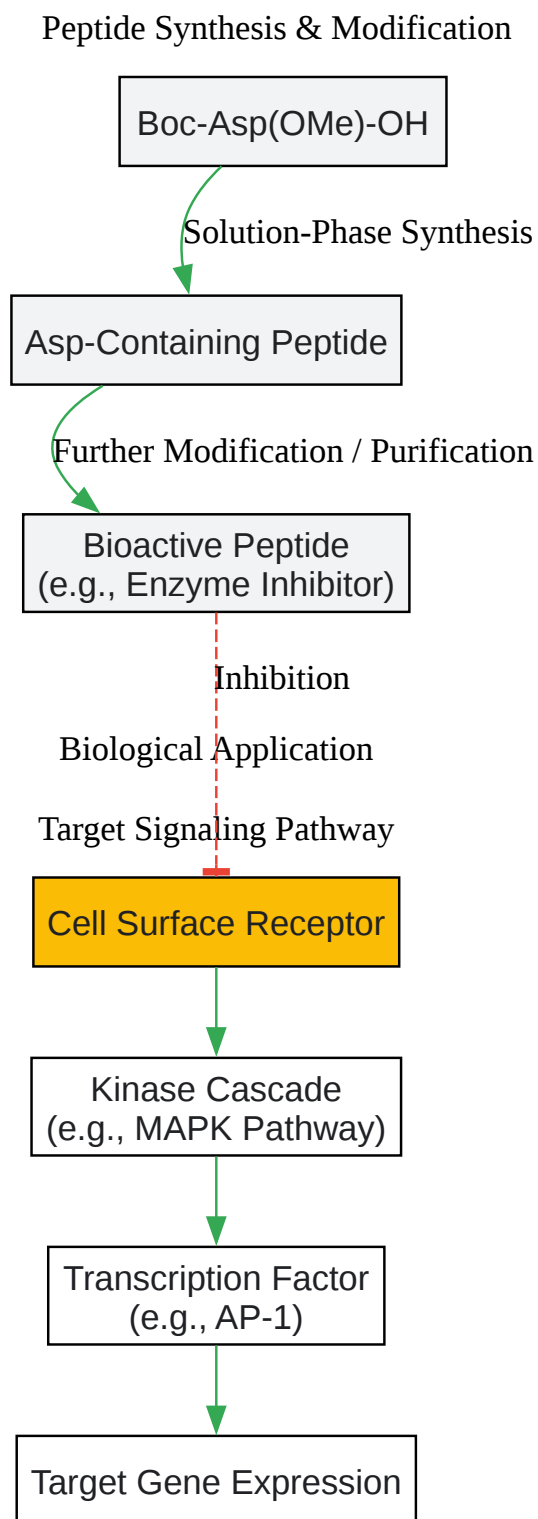 Peptide Synthesis & Modification
Boc-Asp(OMe)-OH
Solution-Phase Synthesis
Asp-Containing Peptide
Further Modification / Purification
Bioactive Peptide
(e.g., Enzyme Inhibitor)
Inhibition
Biological Application
Target Signaling Pathway
Cell Surface Receptor
Kinase Cascade
(e.g., MAPK Pathway)
Transcription Factor
(e.g., AP-1)
Target Gene Expression